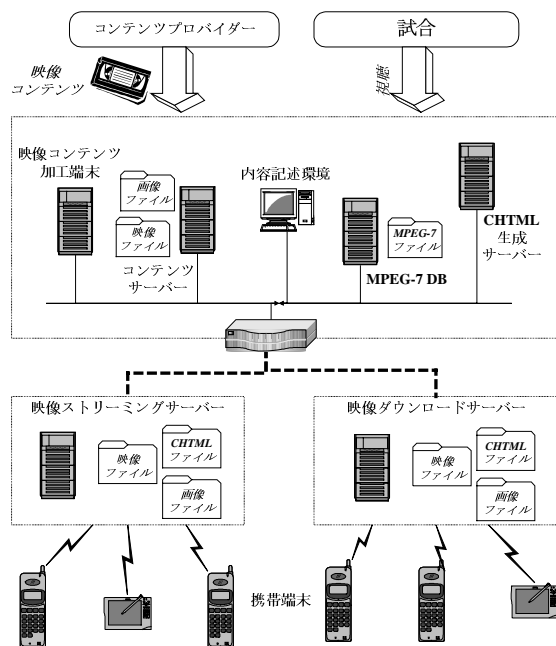 コンテンツプロバイダー
試合
映像
コンテンツ
視聴
映像コンテンツ
加工端末
画像
ファイル
映像
ファイル
コンテンツ
サーバー
内容記述環境
MPEG-7
ファイル
MPEG-7 DB
CHTML
生成
サーバー
映像ストリーミングサーバー
映像
ファイル
CHTML
ファイル
画像
ファイル
映像ダウンロードサーバー
映像
ファイル
CHTML
ファイル
画像
ファイル
携帯端末